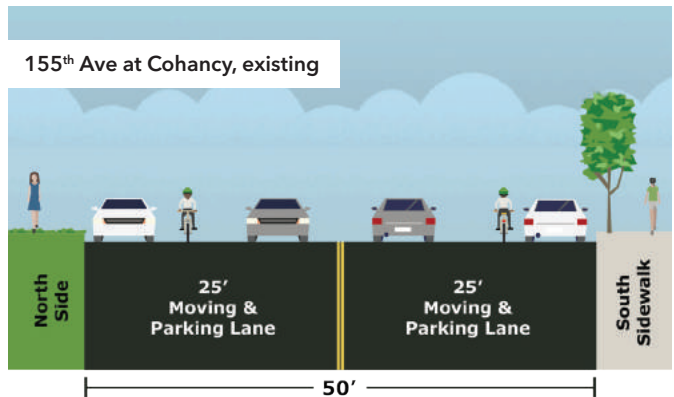 155th Ave at Cohancy, existing
North
Side
25’
Moving &
Parking Lane
25’
Moving &
Parking Lane
South
Sidewalk
50’